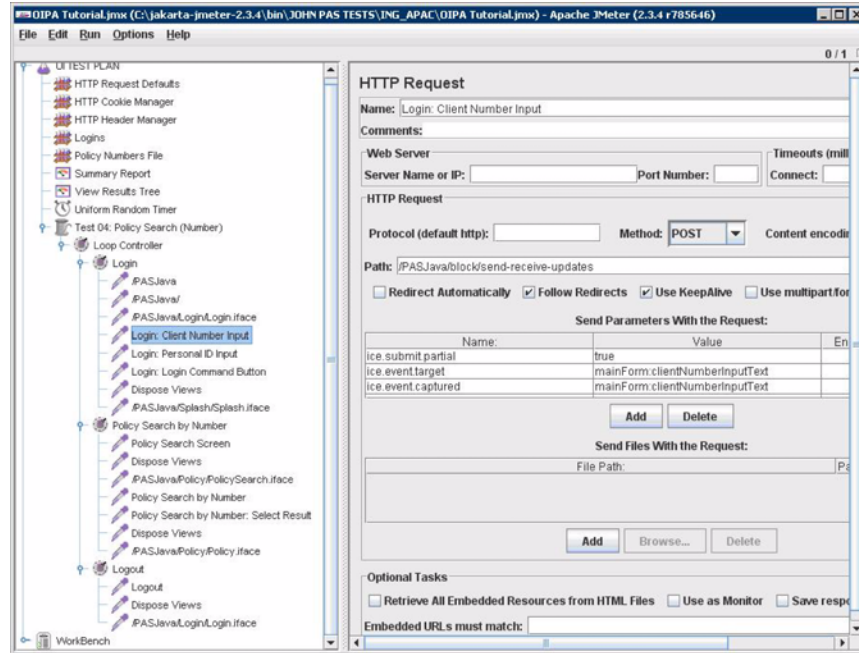 OIPA Tutorial.jmx (C:\jakarta-jmeter-2.3.4\bin\JOHN PAS TESTS\ING_APAC\OIPA Tutorial.jmx) - Apache JMeter (2.3.4 r785646)
File Edit Run Options Help
0 / 1
UI TEST PLAN
HTTP Request Defaults
HTTP Cookie Manager
HTTP Header Manager
Logins
Policy Numbers File
Summary Report
View Results Tree
Uniform Random Timer
Test 04: Policy Search (Number)
Loop Controller
Login
/PASJava
/PASJava/
/PASJava/Login/Login.iface
Login: Client Number Input
Login: Personal ID Input
Login: Login Command Button
Dispose Views
/PASJava/Splash/Splash.iface
Policy Search by Number
Policy Search Screen
Dispose Views
/PASJava/Policy/PolicySearch.iface
Policy Search by Number
Policy Search by Number: Select Result
Dispose Views
/PASJava/Policy/Policy.iface
Logout
Logout
Dispose Views
/PASJava/Login/Login.iface
WorkBench
HTTP Request
Name: Login: Client Number Input
Comments:
Web Server Timeouts (mill
Server Name or IP: Port Number: Connect:
HTTP Request
Protocol (default http): Method: POST Content encodin
Path: /PASJava/block/send-receive-updates
Redirect Automatically Follow Redirects Use KeepAlive Use multipart/for
Send Parameters With the Request:
Name: Value En
ice.submit.partial true
ice.event.target mainForm:clientNumberInputText
ice.event.captured mainForm:clientNumberInputText
Add Delete
Send Files With the Request:
File Path: Pa
Add Browse... Delete
Optional Tasks
Retrieve All Embedded Resources from HTML Files Use as Monitor Save respo
Embedded URLs must match: